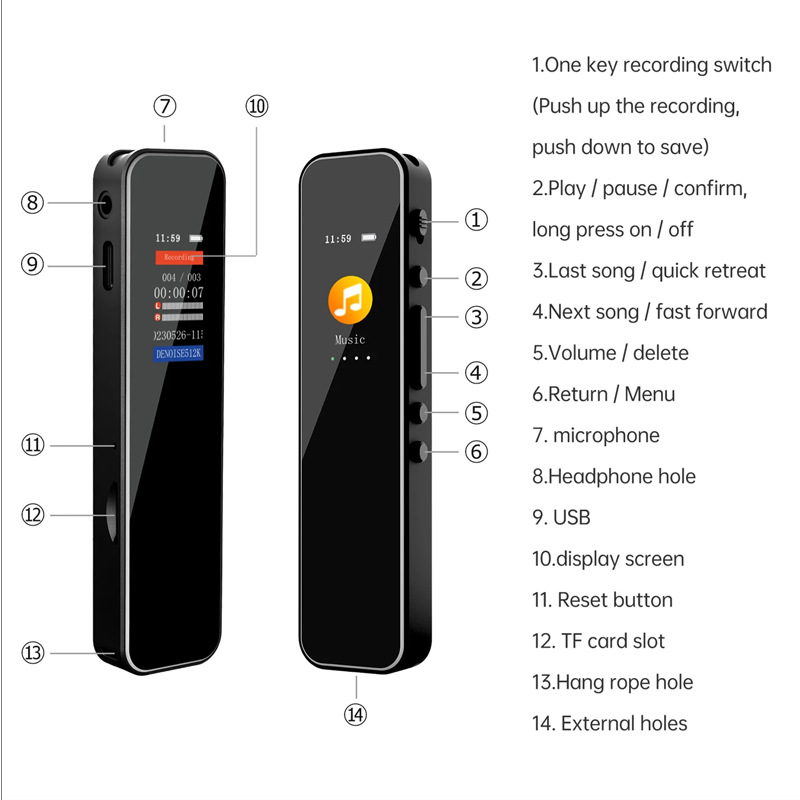 ⑦
⑩
⑧
⑨
⑪
⑫
⑬
11:59
Recording
004 / 003
00:00:07
L
R
DENOISE512K
11:59
Music
①
②
③
④
⑤
⑥
⑭
1.One key recording switch
(Push up the recording,
push down to save)
2.Play / pause / confirm,
long press on / off
3.Last song / quick retreat
4.Next song / fast forward
5.Volume / delete
6.Return / Menu
7. microphone
8.Headphone hole
9. USB
10.display screen
11. Reset button
12. TF card slot
13.Hang rope hole
14. External holes